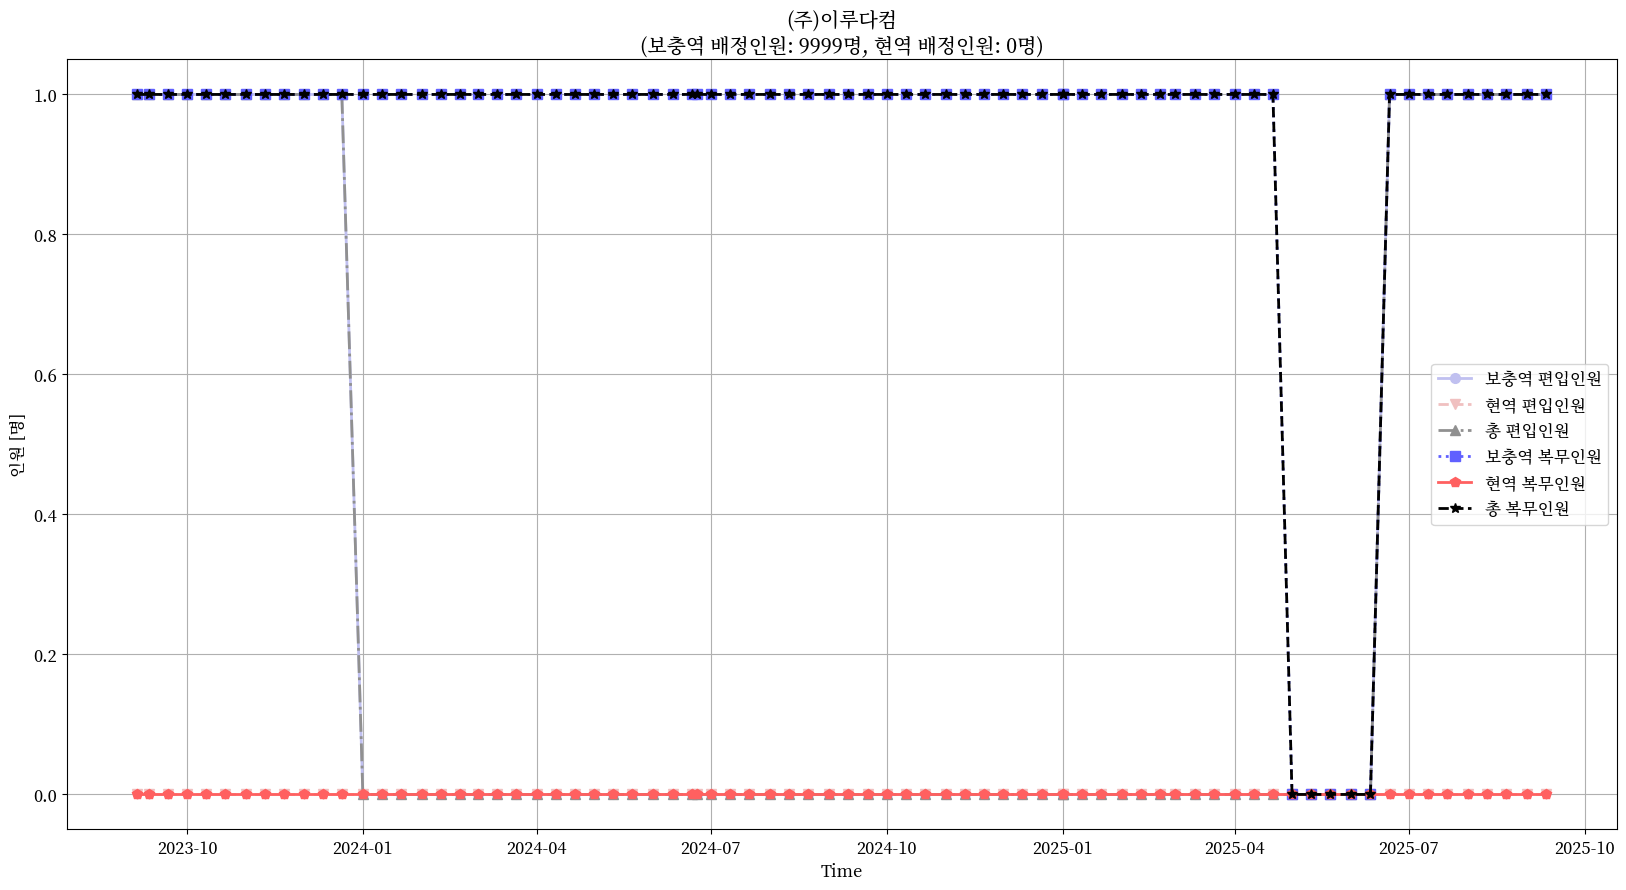 (주)이루다컴
(보충역 배정인원: 9999명, 현역 배정인원: 0명)
인원 [명]
1.0
0.8
0.6
0.4
0.2
0.0
보충역 편입인원
현역 편입인원
총 편입인원
보충역 복무인원
현역 복무인원
총 복무인원
2023-10
2024-01
2024-04
2024-07
2024-10
2025-01
2025-04
2025-07
2025-10
Time